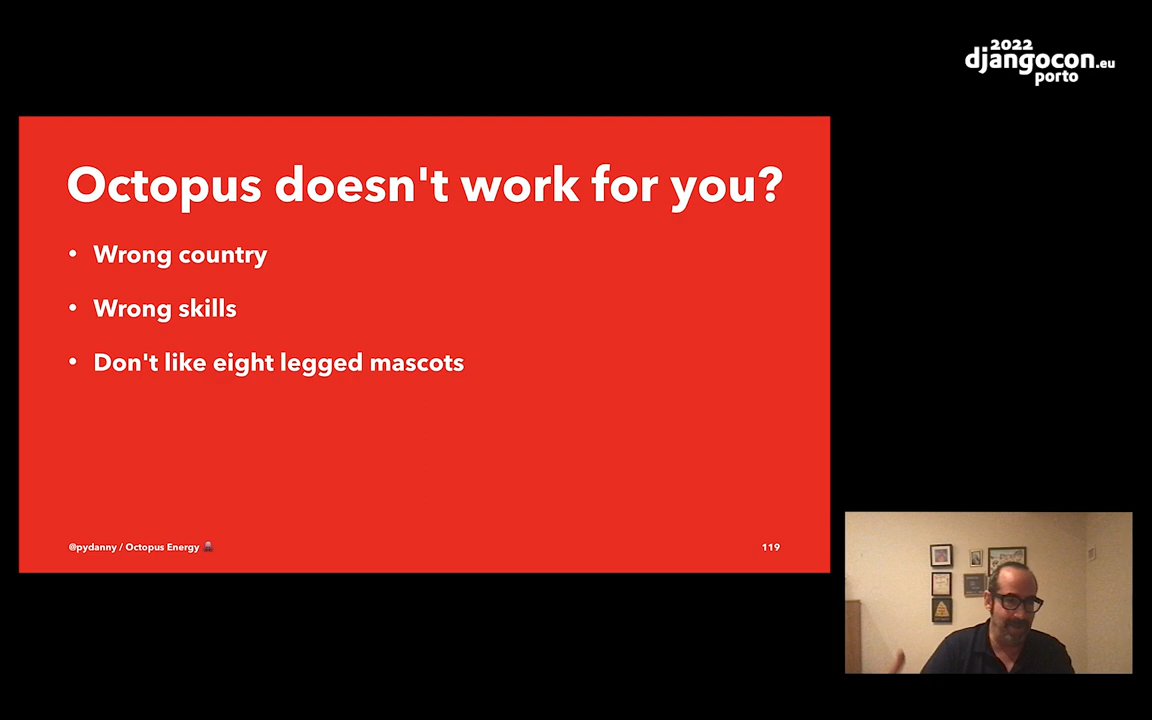 2022
djangocon.eu
porto
Octopus doesn't work for you?
• Wrong country
• Wrong skills
• Don't like eight legged mascots
@pydanny / Octopus Energy
119